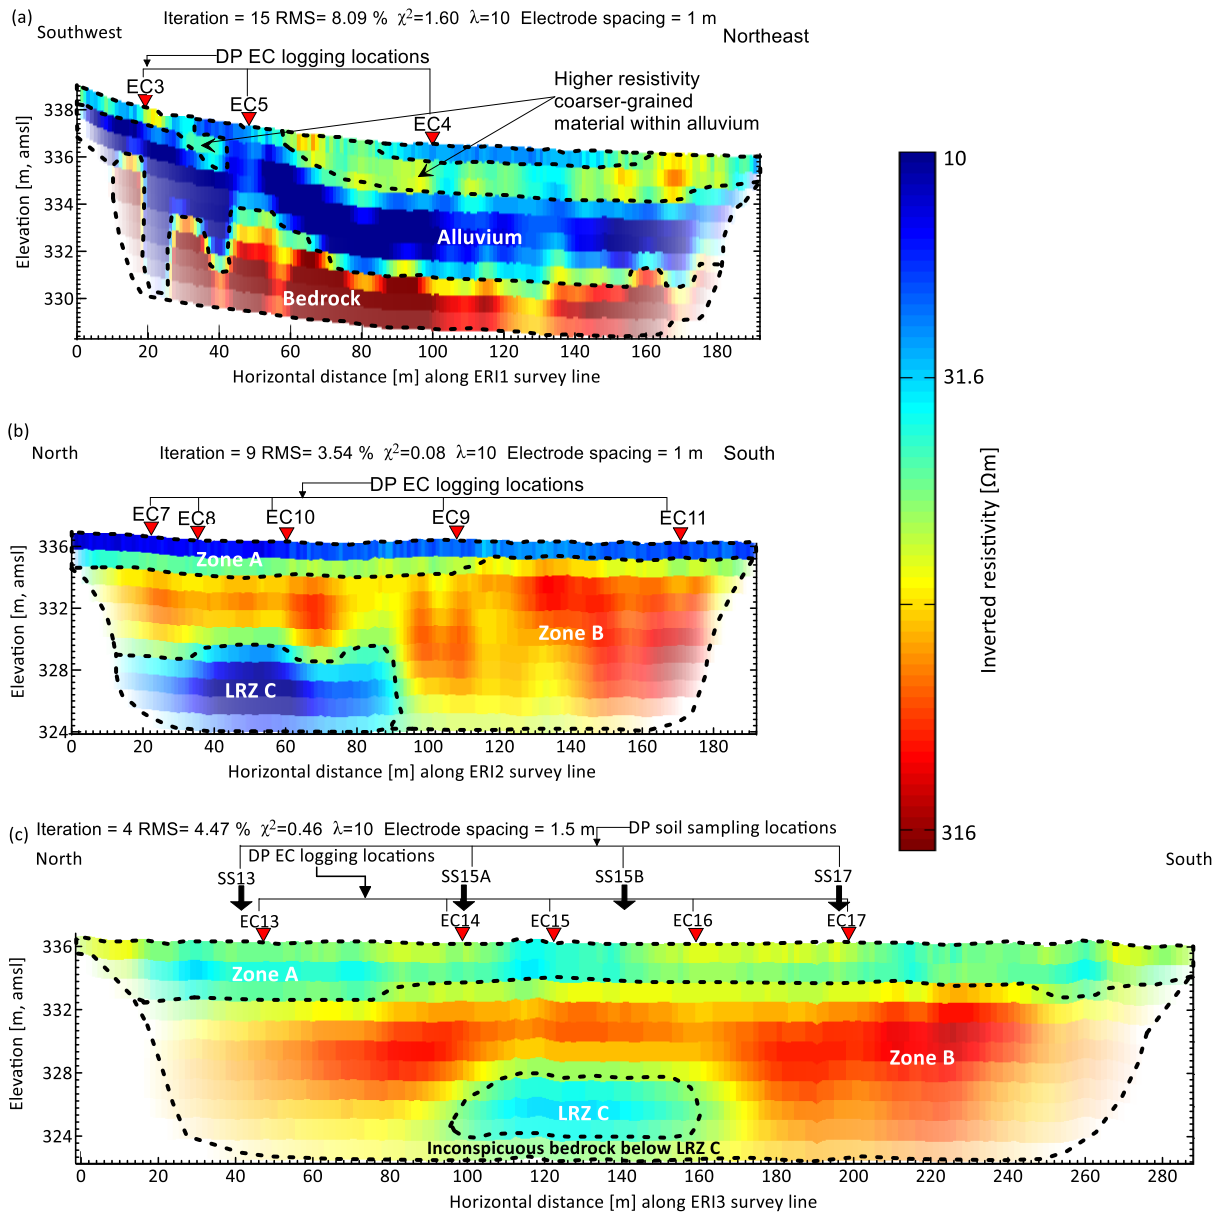 (a)
Iteration = 15 RMS= 8.09 % χ²=1.60 λ=10 Electrode spacing = 1 m
Southwest
Northeast
DP EC logging locations
EC3
EC5
EC4
Higher resistivity
coarser-grained
material within alluvium
Elevation [m, amsl]
338
336
334
332
330
Alluvium
Bedrock
0 20 40 60 80 100 120 140 160 180
Horizontal distance [m] along ERI1 survey line
10
31.6
316
Inverted resistivity [Ωm]
(b)
North
Iteration = 9 RMS= 3.54 % χ²=0.08 λ=10 Electrode spacing = 1 m
South
DP EC logging locations
EC7 EC8 EC10 EC9 EC11
Elevation [m, amsl]
336
332
328
324
Zone A
Zone B
LRZ C
0 20 40 60 80 100 120 140 160 180
Horizontal distance [m] along ERI2 survey line
(c)
Iteration = 4 RMS= 4.47 % χ²=0.46 λ=10 Electrode spacing = 1.5 m
DP soil sampling locations
North
DP EC logging locations
South
SS13 SS15A SS15B SS17
EC13 EC14 EC15 EC16 EC17
Elevation [m, amsl]
336
332
328
324
Zone A
Zone B
LRZ C
Inconspicuous bedrock below LRZ C
0 20 40 60 80 100 120 140 160 180 200 220 240 260 280
Horizontal distance [m] along ERI3 survey line